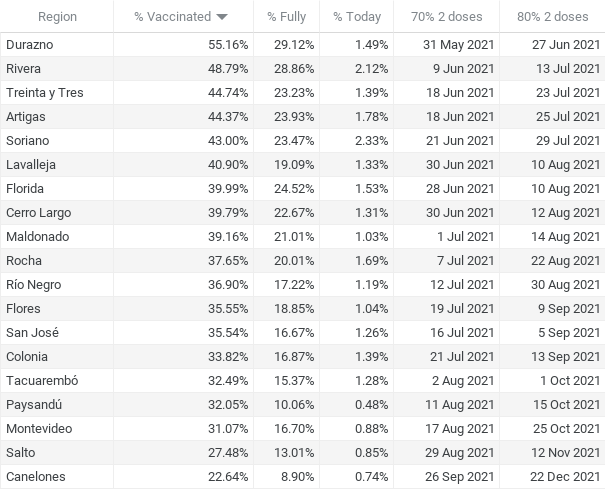 Region % Vaccinated % Fully % Today 70% 2 doses 80% 2 doses
Durazno 55.16% 29.12% 1.49% 31 May 2021 27 Jun 2021
Rivera 48.79% 28.86% 2.12% 9 Jun 2021 13 Jul 2021
Treinta y Tres 44.74% 23.23% 1.39% 18 Jun 2021 23 Jul 2021
Artigas 44.37% 23.93% 1.78% 18 Jun 2021 25 Jul 2021
Soriano 43.00% 23.47% 2.33% 21 Jun 2021 29 Jul 2021
Lavalleja 40.90% 19.09% 1.33% 30 Jun 2021 10 Aug 2021
Florida 39.99% 24.52% 1.53% 28 Jun 2021 10 Aug 2021
Cerro Largo 39.79% 22.67% 1.31% 30 Jun 2021 12 Aug 2021
Maldonado 39.16% 21.01% 1.03% 1 Jul 2021 14 Aug 2021
Rocha 37.65% 20.01% 1.69% 7 Jul 2021 22 Aug 2021
Río Negro 36.90% 17.22% 1.19% 12 Jul 2021 30 Aug 2021
Flores 35.55% 18.85% 1.04% 19 Jul 2021 9 Sep 2021
San José 35.54% 16.67% 1.26% 16 Jul 2021 5 Sep 2021
Colonia 33.82% 16.87% 1.39% 21 Jul 2021 13 Sep 2021
Tacuarembó 32.49% 15.37% 1.28% 2 Aug 2021 1 Oct 2021
Paysandú 32.05% 10.06% 0.48% 11 Aug 2021 15 Oct 2021
Montevideo 31.07% 16.70% 0.88% 17 Aug 2021 25 Oct 2021
Salto 27.48% 13.01% 0.85% 29 Aug 2021 12 Nov 2021
Canelones 22.64% 8.90% 0.74% 26 Sep 2021 22 Dec 2021